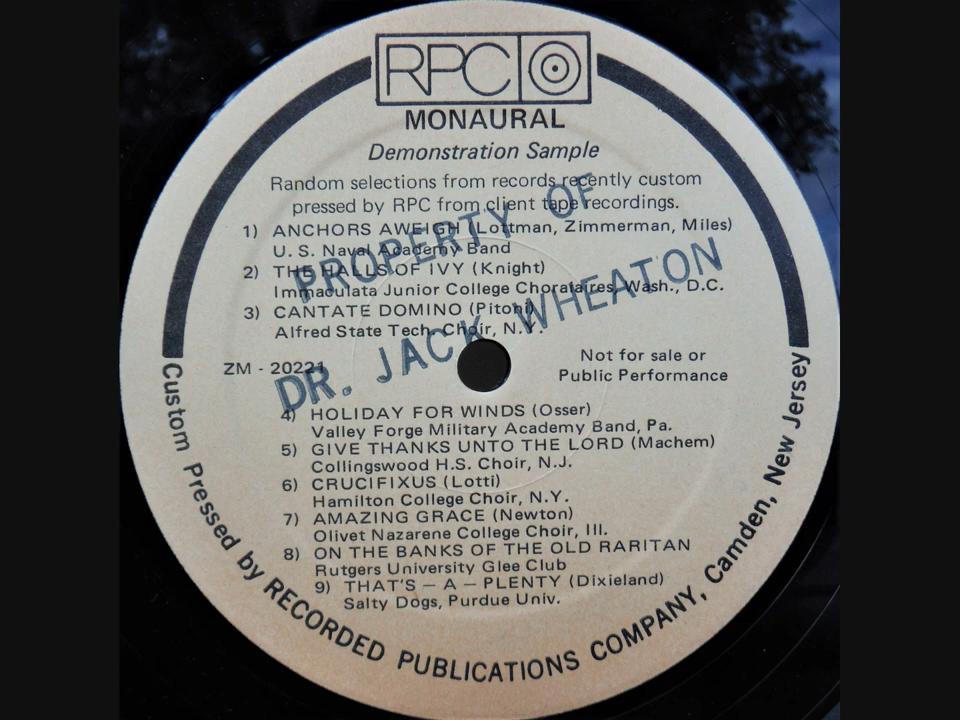 RPC
MONAURAL
Demonstration Sample
Random selections from records recently custom
pressed by RPC from client tape recordings.
1) ANCHORS AWEIGH (Lottman, Zimmerman, Miles)
U. S. Naval Academy Band
2) THE HALLS OF IVY (Knight)
Immaculata Junior College Choralaires, Wash., D.C.
3) CANTATE DOMINO (Pitoni)
Alfred State Tech. Choir, N.Y.
PROPERTY OF
DR. JACK WHEATON
ZM - 20221
Not for sale or
Public Performance
4) HOLIDAY FOR WINDS (Osser)
Valley Forge Military Academy Band, Pa.
5) GIVE THANKS UNTO THE LORD (Machem)
Collingswood H.S. Choir, N.J.
6) CRUCIFIXUS (Lotti)
Hamilton College Choir, N.Y.
7) AMAZING GRACE (Newton)
Olivet Nazarene College Choir, Ill.
8) ON THE BANKS OF THE OLD RARITAN
Rutgers University Glee Club
9) THAT'S – A – PLENTY (Dixieland)
Salty Dogs, Purdue Univ.
Custom Pressed by RECORDED PUBLICATIONS COMPANY, Camden, New Jersey